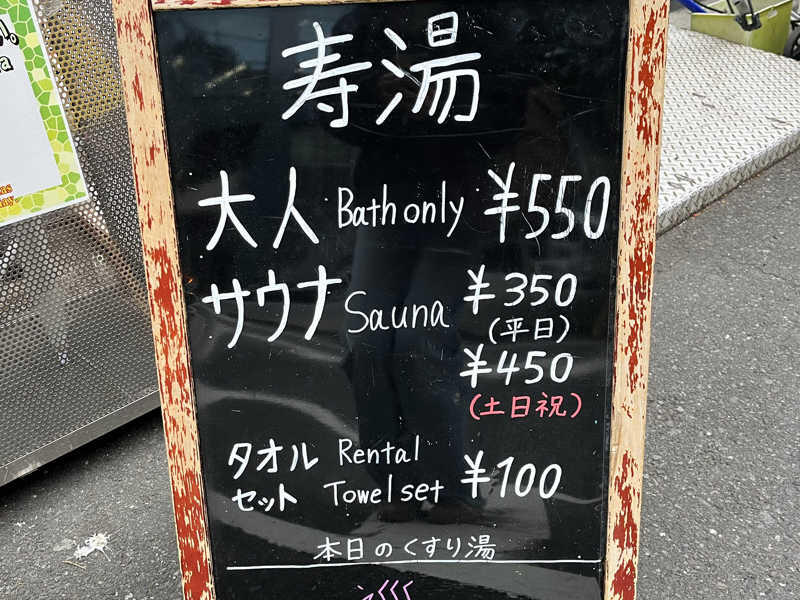 寿湯
大人 Bath only ¥550
サウナ Sauna ¥350
(平日)
¥450
(土日祝)
タオル Rental
セット Towel set ¥100
本日のくすり湯